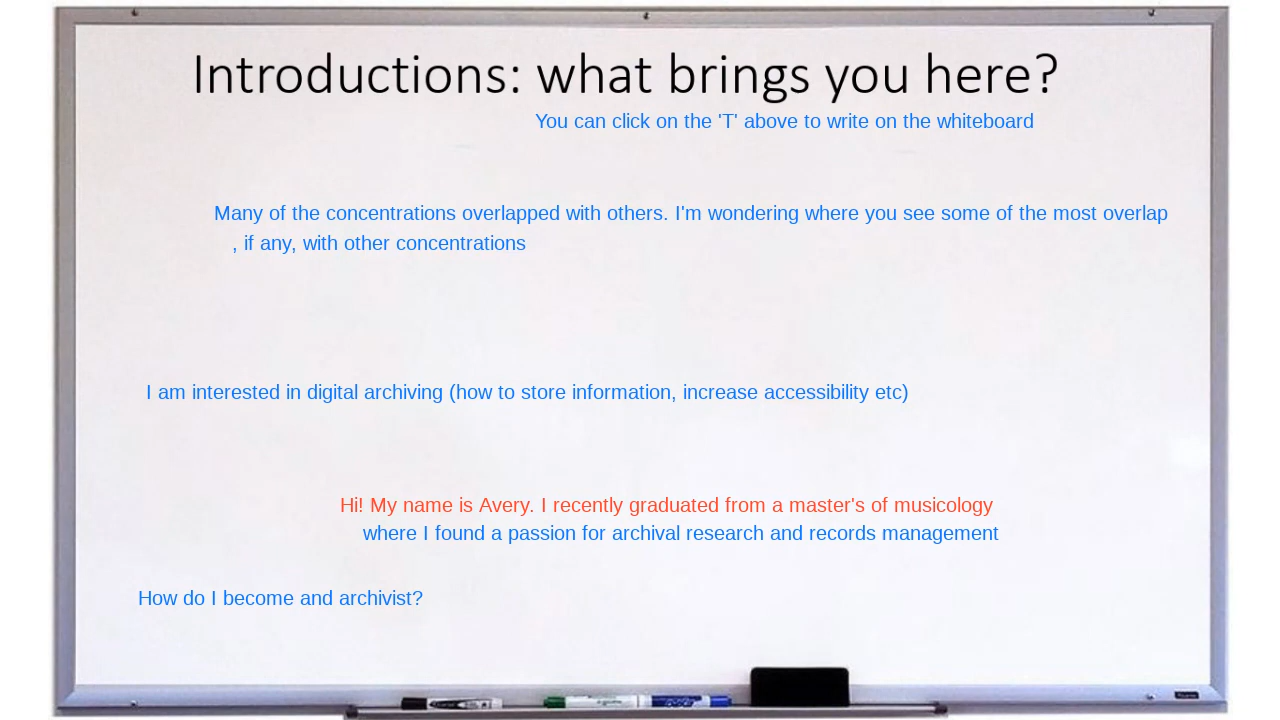 Introductions: what brings you here?
You can click on the 'T' above to write on the whiteboard
Many of the concentrations overlapped with others. I'm wondering where you see some of the most overlap
, if any, with other concentrations
I am interested in digital archiving (how to store information, increase accessibility etc)
Hi! My name is Avery. I recently graduated from a master's of musicology
where I found a passion for archival research and records management
How do I become and archivist?